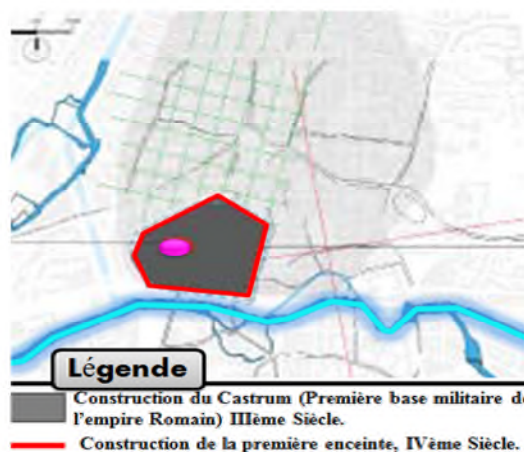 Légende
Construction du Castrum (Première base militaire de
l'empire Romain) IIIème Siècle.
Construction de la première enceinte, IVème Siècle.